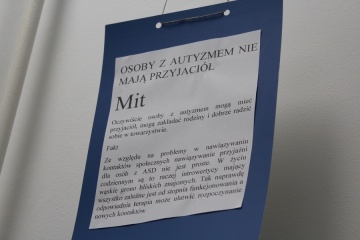 OSOBY Z AUTYZMEM NIE
MAJĄ PRZYJACIÓŁ
Mit
Oczywiście osoby z autyzmem mogą mieć
przyjaciół, mogą zakładać rodziny i dobrze radzić
sobie w towarzystwie.
Fakt
Ze względu na problemy w nawiązywaniu
kontaktów społecznych nawiązywanie przyjaźni
dla osób z ASD nie jest proste. W życiu
codziennym są to raczej introwertycy mający
wąskie grono bliskich znajomych. Tak naprawdę
wszystko zależne jest od stopnia funkcjonowania a
odpowiednia terapia może ułatwić rozpoczynanie
nowych kontaktów.